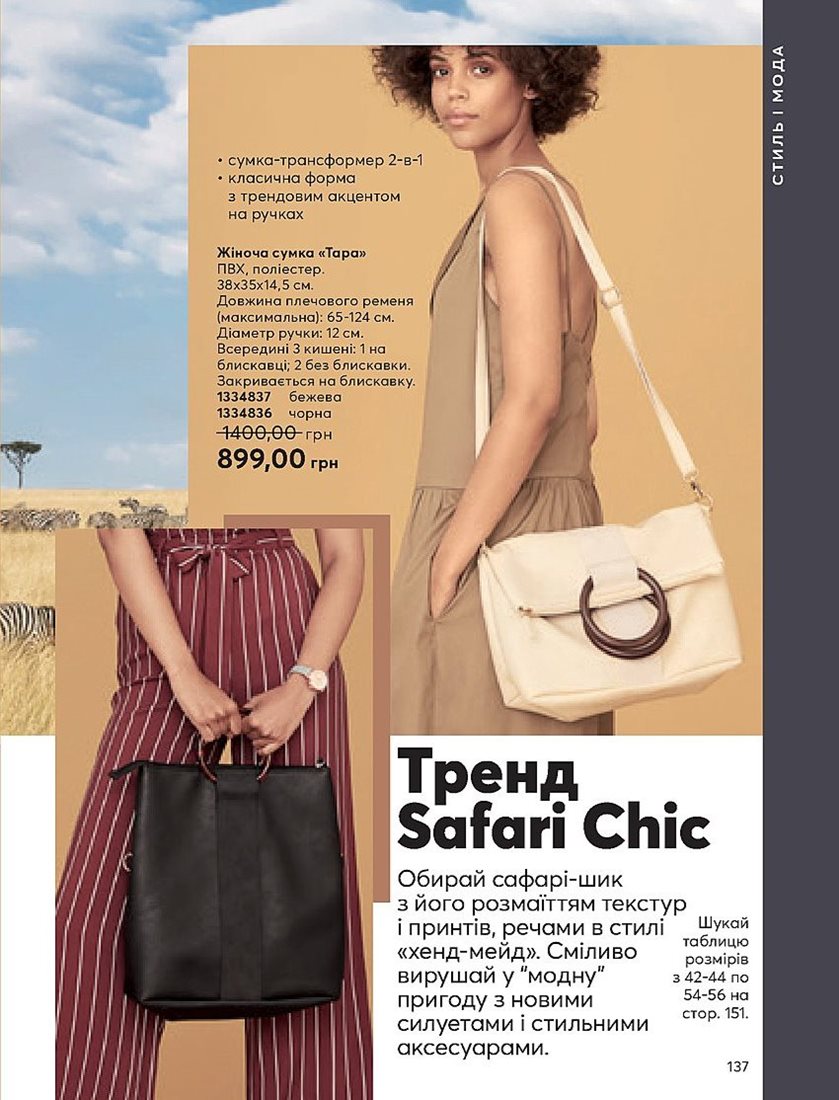 СТИЛЬ І МОДА
• сумка-трансформер 2-в-1
• класична форма
з трендовим акцентом
на ручках
Жіноча сумка «Тара»
ПВХ, поліестер.
38х35х14,5 см.
Довжина плечового ременя
(максимальна): 65-124 см.
Діаметр ручки: 12 см.
Всередині 3 кишені: 1 на
блискавці; 2 без блискавки.
Закривається на блискавку.
1334837 бежева
1334836 чорна
1400,00 грн
899,00 грн
Тренд
Safari Chic
Обирай сафарі-шик
з його розмаїттям текстур
і принтів, речами в стилі
«хенд-мейд». Сміливо
вирушай у “модну”
пригоду з новими
силуетами і стильними
аксесуарами.
Шукай
таблицю
розмірів
з 42-44 по
54-56 на
стор. 151.
137